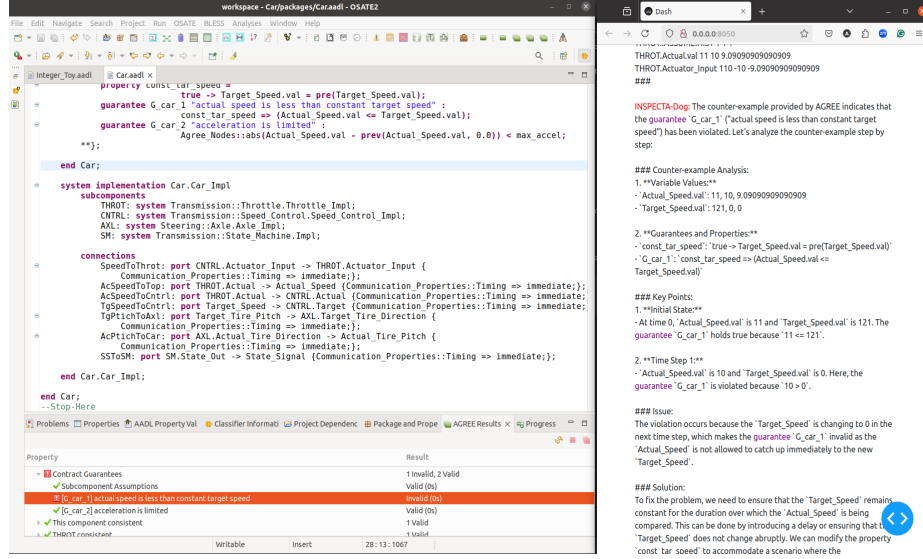 workspace - Car/packages/Car.aadl - OSATE2
File Edit Navigate Search Project Run OSATE BLESS Analyses Window Help
Integer_Toy.aadl
Car.aadl ×
property const_tar_speed =
true -> Target_Speed.val = pre(Target_Speed.val);
guarantee G_car_1 "actual speed is less than constant target speed" :
const_tar_speed => (Actual_Speed.val <= Target_Speed.val);
guarantee G_car_2 "acceleration is limited" :
Agree_Nodes::abs(Actual_Speed.val - prev(Actual_Speed.val, 0.0)) < max_accel;
**};
end Car;
system implementation Car.Car_Impl
subcomponents
THROT: system Transmission::Throttle.Throttle_Impl;
CNTRL: system Transmission::Speed_Control.Speed_Control_Impl;
AXL: system Steering::Axle.Axle_Impl;
SM: system Transmission::State_Machine.Impl;
connections
SpeedToThrot: port CNTRL.Actuator_Input -> THROT.Actuator_Input {
Communication_Properties::Timing => immediate;};
AcSpeedToTop: port THROT.Actual -> Actual_Speed {Communication_Properties::Timing => immediate;};
AcSpeedToCntrl: port THROT.Actual -> CNTRL.Actual {Communication_Properties::Timing => immediate;
TgSpeedToCntrl: port Target_Speed -> CNTRL.Target {Communication_Properties::Timing => immediate;
TgPtichToAxl: port Target_Tire_Pitch -> AXL.Target_Tire_Direction {
Communication_Properties::Timing => immediate;};
AcPtichToCar: port AXL.Actual_Tire_Direction -> Actual_Tire_Pitch {
Communication_Properties::Timing => immediate;};
SSToSM: port SM.State_Out -> State_Signal {Communication_Properties::Timing => immediate;};
end Car.Car_Impl;
end Car;
--Stop-Here
Problems Properties AADL Property Val Classifier Informati Project Dependenc Package and Prope AGREE Results × Progress
Property Result
Contract Guarantees 1 Invalid, 2 Valid
Subcomponent Assumptions Valid (0s)
[G_car_1] actual speed is less than constant target speed Invalid (0s)
[G_car_2] acceleration is limited Valid (0s)
This component consistent 1 Valid
THROT consistent 1 Valid
Writable Insert 28:13:1067
Dash
0.0.0.0:8050
THROT.Actual.val 11 10 9.09090909090909
THROT.Actuator_Input 110 -10 -9.09090909090909
###
INSPECTA-Dog: The counter-example provided by AGREE indicates that
the guarantee `G_car_1` ("actual speed is less than constant target
speed") has been violated. Let's analyze the counter-example step by
step:
### Counter-example Analysis:
1. **Variable Values:**
- `Actual_Speed.val`: 11, 10, 9.09090909090909
- `Target_Speed.val`: 121, 0, 0
2. **Guarantees and Properties:**
- `const_tar_speed`: `true -> Target_Speed.val = pre(Target_Speed.val)`
- `G_car_1`: `const_tar_speed => (Actual_Speed.val <=
Target_Speed.val)`
### Key Points:
1. **Initial State:**
- At time 0, `Actual_Speed.val` is 11 and `Target_Speed.val` is 121. The
guarantee `G_car_1` holds true because `11 <= 121`.
2. **Time Step 1:**
- `Actual_Speed.val` is 10 and `Target_Speed.val` is 0. Here, the
guarantee `G_car_1` is violated because `10 > 0`.
### Issue:
The violation occurs because the `Target_Speed` is changing to 0 in the
next time step, which makes the guarantee `G_car_1` invalid as the
`Actual_Speed` is not allowed to catch up immediately to the new
`Target_Speed`.
### Solution:
To fix the problem, we need to ensure that the `Target_Speed` remains
constant for the duration over which the `Actual_Speed` is being
compared. This can be done by introducing a delay or ensuring that
`Target_Speed` does not change abruptly. We can modify the property
`const_tar_speed` to accommodate a scenario where the